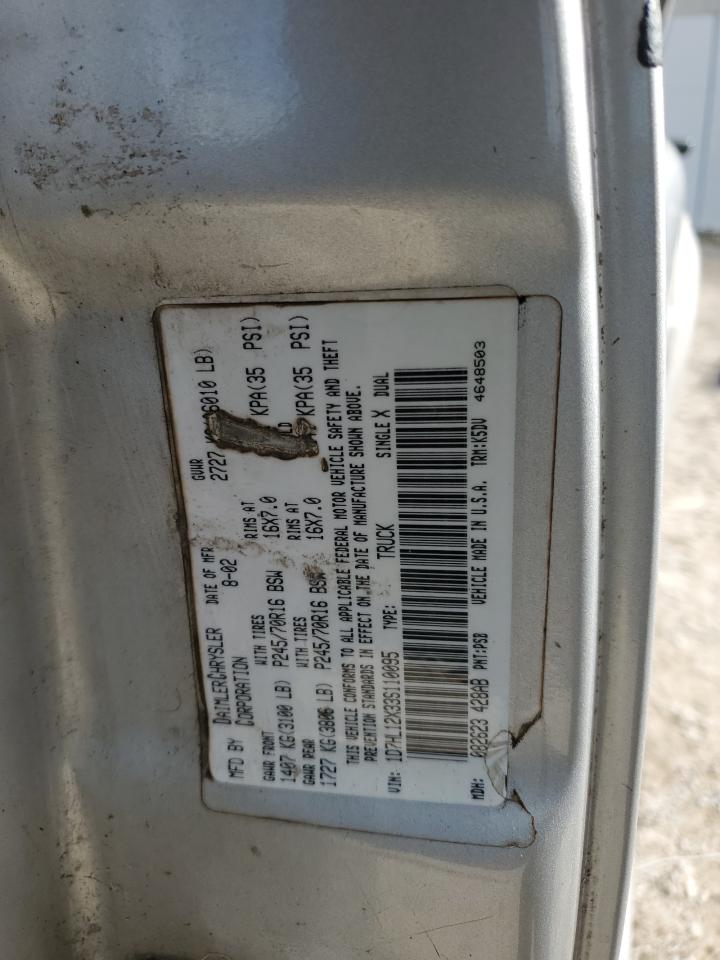 MFD BY DAIMLERCHRYSLER CORPORATION DATE OF MFR 8-02 GVWR 2727 KG(6010 LB)
GAWR FRONT WITH TIRES RIMS AT
1407 KG(3100 LB) P245/70R16 BSW 16X7.0 KPA(35 PSI)
GAWR REAR WITH TIRES RIMS AT
1727 KG(3806 LB) P245/70R16 BSW 16X7.0 KPA(35 PSI)
THIS VEHICLE CONFORMS TO ALL APPLICABLE FEDERAL MOTOR VEHICLE SAFETY AND THEFT
PREVENTION STANDARDS IN EFFECT ON THE DATE OF MANUFACTURE SHOWN ABOVE.
VIN: 1D7HL12X33S110095 TYPE: TRUCK SINGLE X DUAL
MDH: 082623 428AB PNT:PSB VEHICLE MADE IN U.S.A. TRM:K5DV 4648503